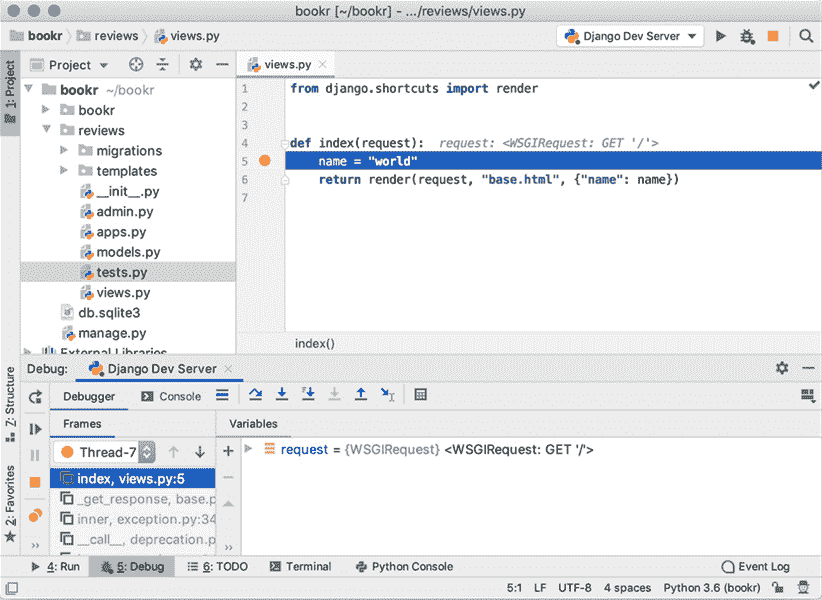 bookr [~/bookr] - .../reviews/views.py
bookr reviews views.py Django Dev Server
1: Project
Project views.py
bookr ~/bookr
bookr
reviews
migrations
templates
__init__.py
admin.py
apps.py
models.py
tests.py
views.py
db.sqlite3
manage.py
External Libraries
1 from django.shortcuts import render
2
3
4 def index(request): request: <WSGIRequest: GET '/'>
5 name = "world"
6 return render(request, "base.html", {"name": name})
7
index()
Debug: Django Dev Server
Z: Structure
2: Favorites
Debugger Console
Frames Variables
Thread-7
request = {WSGIRequest} <WSGIRequest: GET '/'>
index, views.py:5
_get_response, base.p
inner, exception.py:34
__call__, deprecation.p
4: Run 5: Debug 6: TODO Terminal Python Console Event Log
5:1 LF UTF-8 4 spaces Python 3.6 (bookr)